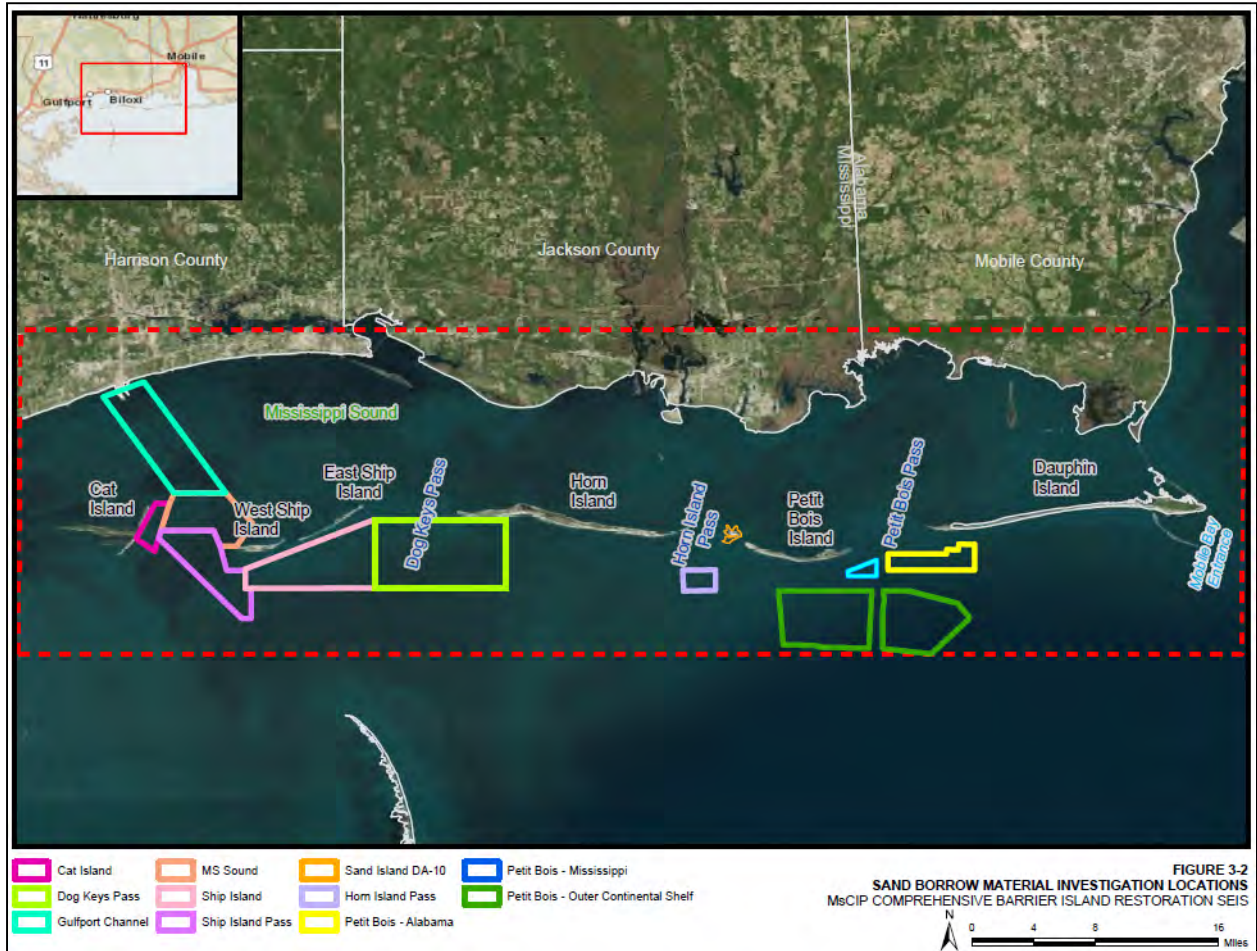 Hattiesburg
Mobile
11
Gulfport
Biloxi
Alabama
Mississippi
Harrison County
Jackson County
Mobile County
Mississippi Sound
Cat
Island
West Ship
Island
East Ship
Island
Dog Keys Pass
Horn
Island
Horn Island
Pass
Petit
Bois
Island
Petit Bois Pass
Dauphin
Island
Mobile Bay
Entrance
Cat Island
Dog Keys Pass
Gulfport Channel
MS Sound
Ship Island
Ship Island Pass
Sand Island DA-10
Horn Island Pass
Petit Bois - Alabama
Petit Bois - Mississippi
Petit Bois - Outer Continental Shelf
FIGURE 3-2
SAND BORROW MATERIAL INVESTIGATION LOCATIONS
MsCIP COMPREHENSIVE BARRIER ISLAND RESTORATION SEIS
N
0 4 8 16
Miles